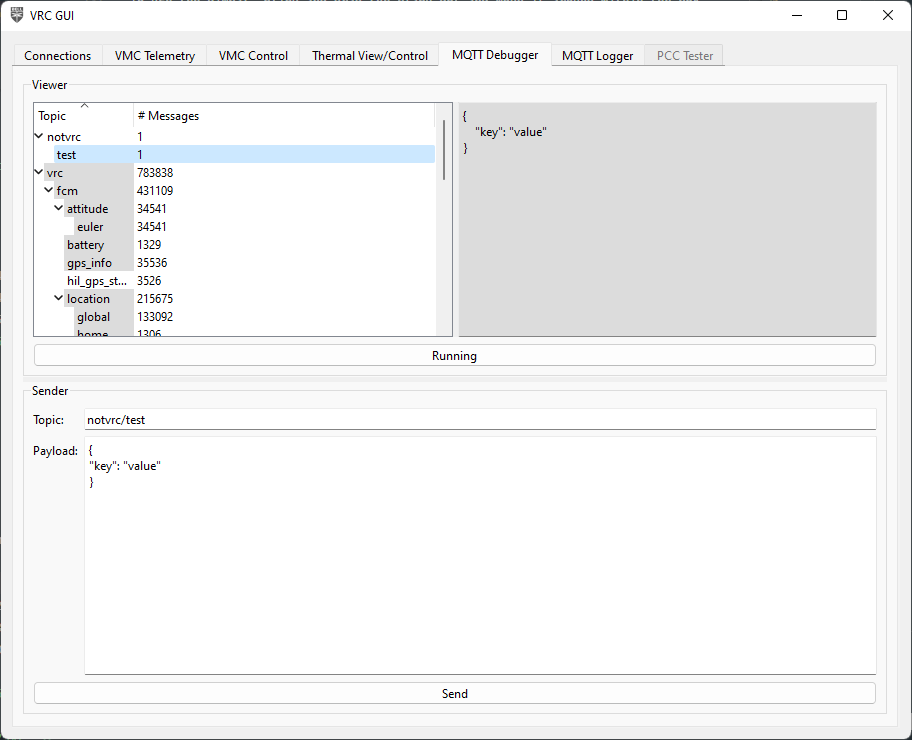 VRC GUI
Connections VMC Telemetry VMC Control Thermal View/Control MQTT Debugger MQTT Logger PCC Tester
Viewer
Topic # Messages
notvrc 1
test 1
vrc 783838
fcm 431109
attitude 34541
euler 34541
battery 1329
gps_info 35536
hil_gps_st... 3526
location 215675
global 133092
home 1306
{
"key": "value"
}
Running
Sender
Topic: notvrc/test
Payload: {
"key": "value"
}
Send